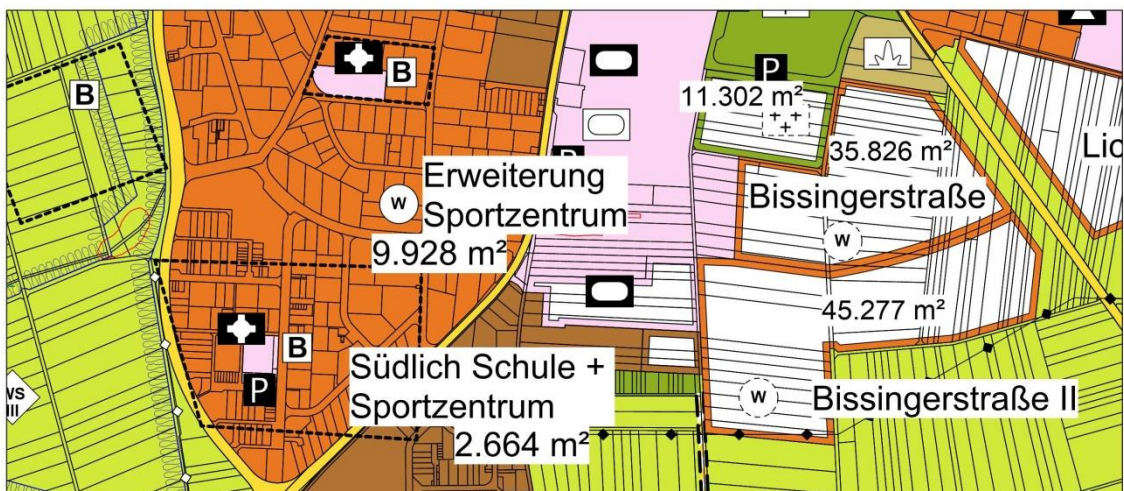 B
B
P
11.302 m²
35.826 m²
Erweiterung
Sportzentrum
9.928 m²
W
Bissingerstraße
W
45.277 m²
B
P
Südlich Schule +
Sportzentrum
2.664 m²
W
Bissingerstraße II
WS
III